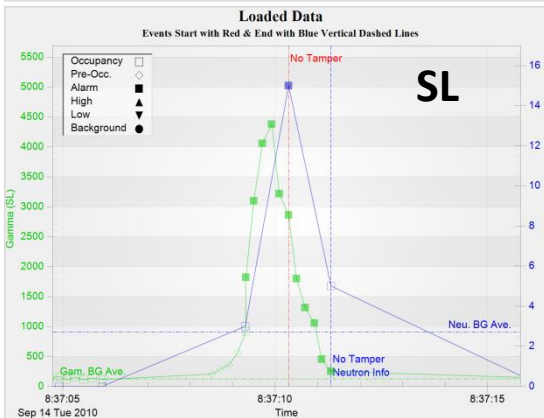 Loaded Data
Events Start with Red & End with Blue Vertical Dashed Lines
Occupancy
Pre-Occ.
Alarm
High
Low
Background
No Tamper
SL
5500
5000
4500
4000
3500
3000
2500
2000
1500
1000
500
0
Gamma (SL)
16
14
12
10
8
6
4
2
0
Neu. BG Ave.
Gam. BG Ave.
No Tamper
Neutron Info
8:37:05
8:37:10
8:37:15
Sep 14 Tue 2010
Time